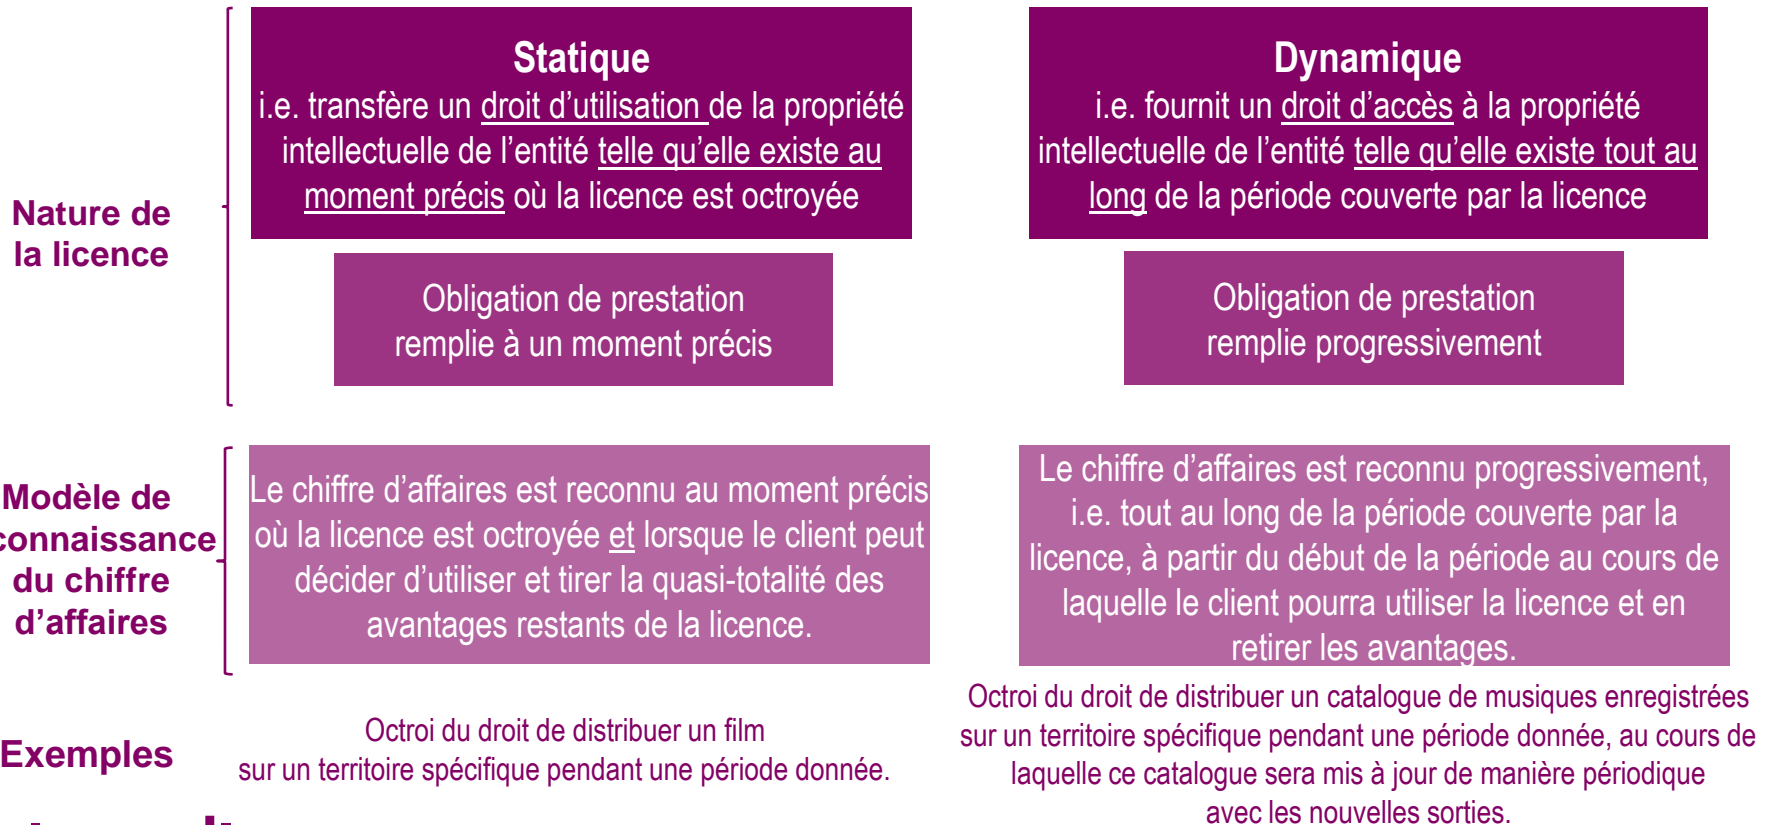 Statique
i.e. transfère un droit d’utilisation de la propriété
intellectuelle de l’entité telle qu’elle existe au
moment précis où la licence est octroyée
Dynamique
i.e. fournit un droit d’accès à la propriété
intellectuelle de l’entité telle qu’elle existe tout au
long de la période couverte par la licence
Nature de
la licence
Obligation de prestation
remplie à un moment précis
Obligation de prestation
remplie progressivement
Modèle de
connaissance
du chiffre
d’affaires
Le chiffre d’affaires est reconnu au moment précis
où la licence est octroyée et lorsque le client peut
décider d’utiliser et tirer la quasi-totalité des
avantages restants de la licence.
Le chiffre d’affaires est reconnu progressivement,
i.e. tout au long de la période couverte par la
licence, à partir du début de la période au cours de
laquelle le client pourra utiliser la licence et en
retirer les avantages.
Exemples
Octroi du droit de distribuer un film
sur un territoire spécifique pendant une période donnée.
Octroi du droit de distribuer un catalogue de musiques enregistrées
sur un territoire spécifique pendant une période donnée, au cours de
laquelle ce catalogue sera mis à jour de manière périodique
avec les nouvelles sorties.